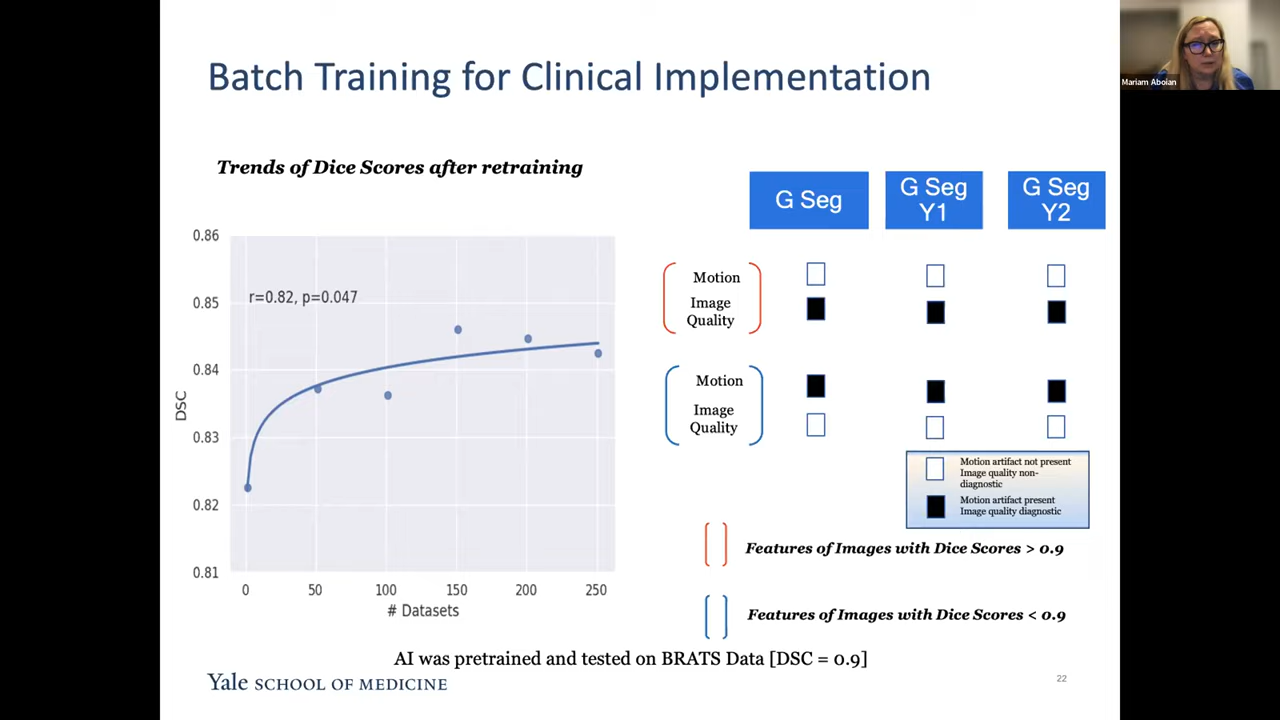 Batch Training for Clinical Implementation
Mariam Aboian
Trends of Dice Scores after retraining
0.86
0.85
0.84
0.83
0.82
0.81
DSC
r=0.82, p=0.047
0 50 100 150 200 250
# Datasets
G Seg
G Seg
Y1
G Seg
Y2
Motion
Image
Quality
Motion
Image
Quality
Motion artifact not present
Image quality non-
diagnostic
Motion artifact present
Image quality diagnostic
Features of Images with Dice Scores > 0.9
Features of Images with Dice Scores < 0.9
AI was pretrained and tested on BRATS Data [DSC = 0.9]
Yale SCHOOL OF MEDICINE
22